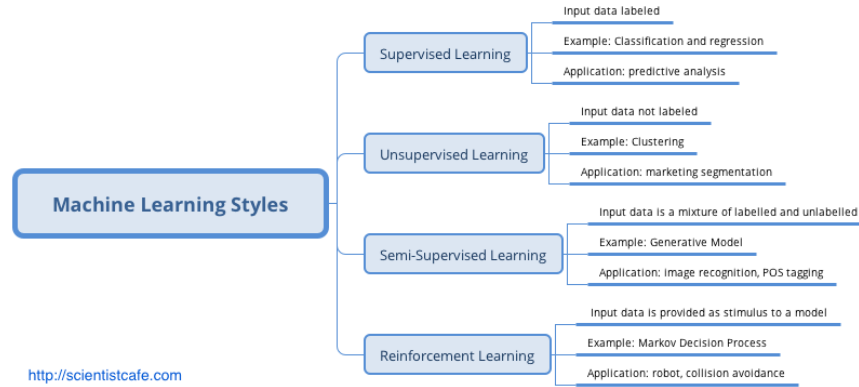 Machine Learning Styles
Supervised Learning
Input data labeled
Example: Classification and regression
Application: predictive analysis
Unsupervised Learning
Input data not labeled
Example: Clustering
Application: marketing segmentation
Semi-Supervised Learning
Input data is a mixture of labelled and unlabelled
Example: Generative Model
Application: image recognition, POS tagging
Reinforcement Learning
Input data is provided as stimulus to a model
Example: Markov Decision Process
Application: robot, collision avoidance
http://scientistcafe.com